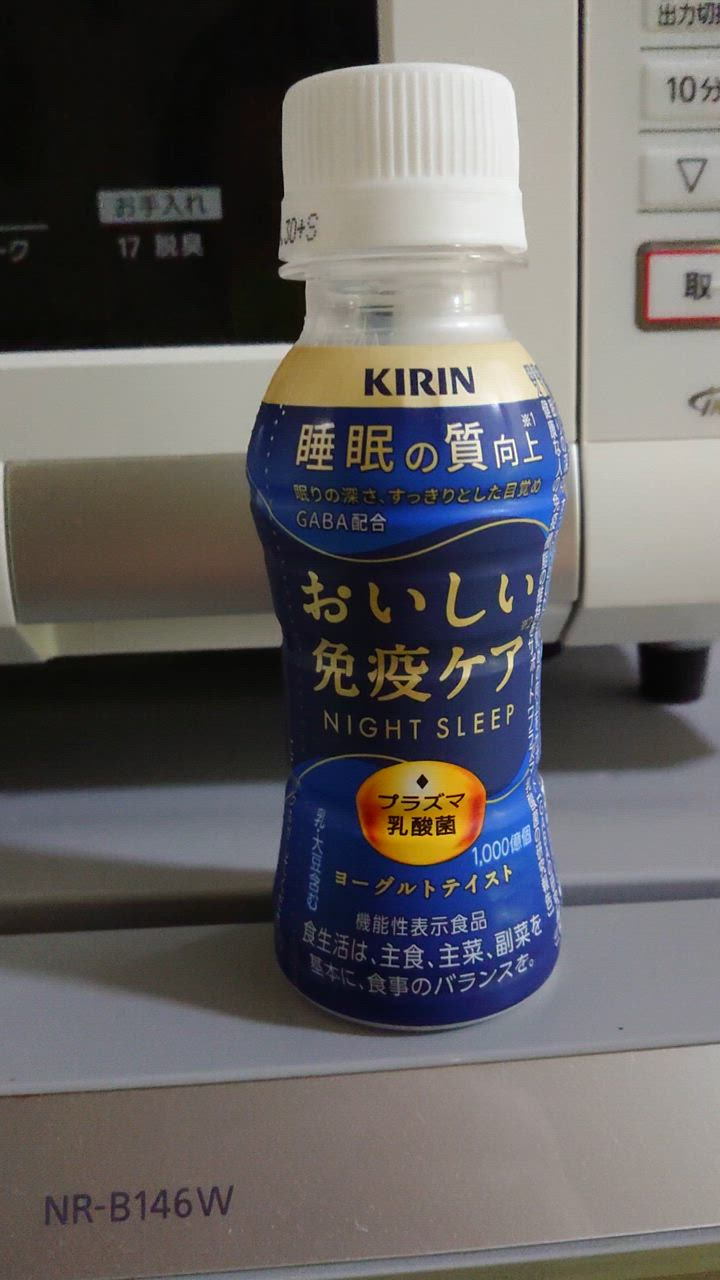 出力切
10分
お手入れ
17 脱臭
ーク
取
.30+S
KIRIN
睡眠の質向上※1
眠りの深さ、すっきりとした目覚め
GABA配合
おいしい
免疫ケア
NIGHT SLEEP
プラズマ
乳酸菌
1,000億個
ヨーグルトテイスト
機能性表示食品
食生活は、主食、主菜、副菜を
基本に、食事のバランスを。
NR-B146W